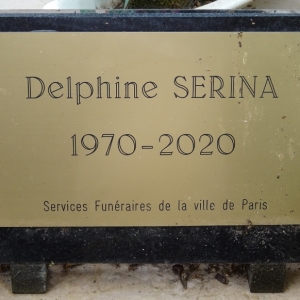 Delphine SERINA
1970-2020
Services Funéraires de la ville de Paris